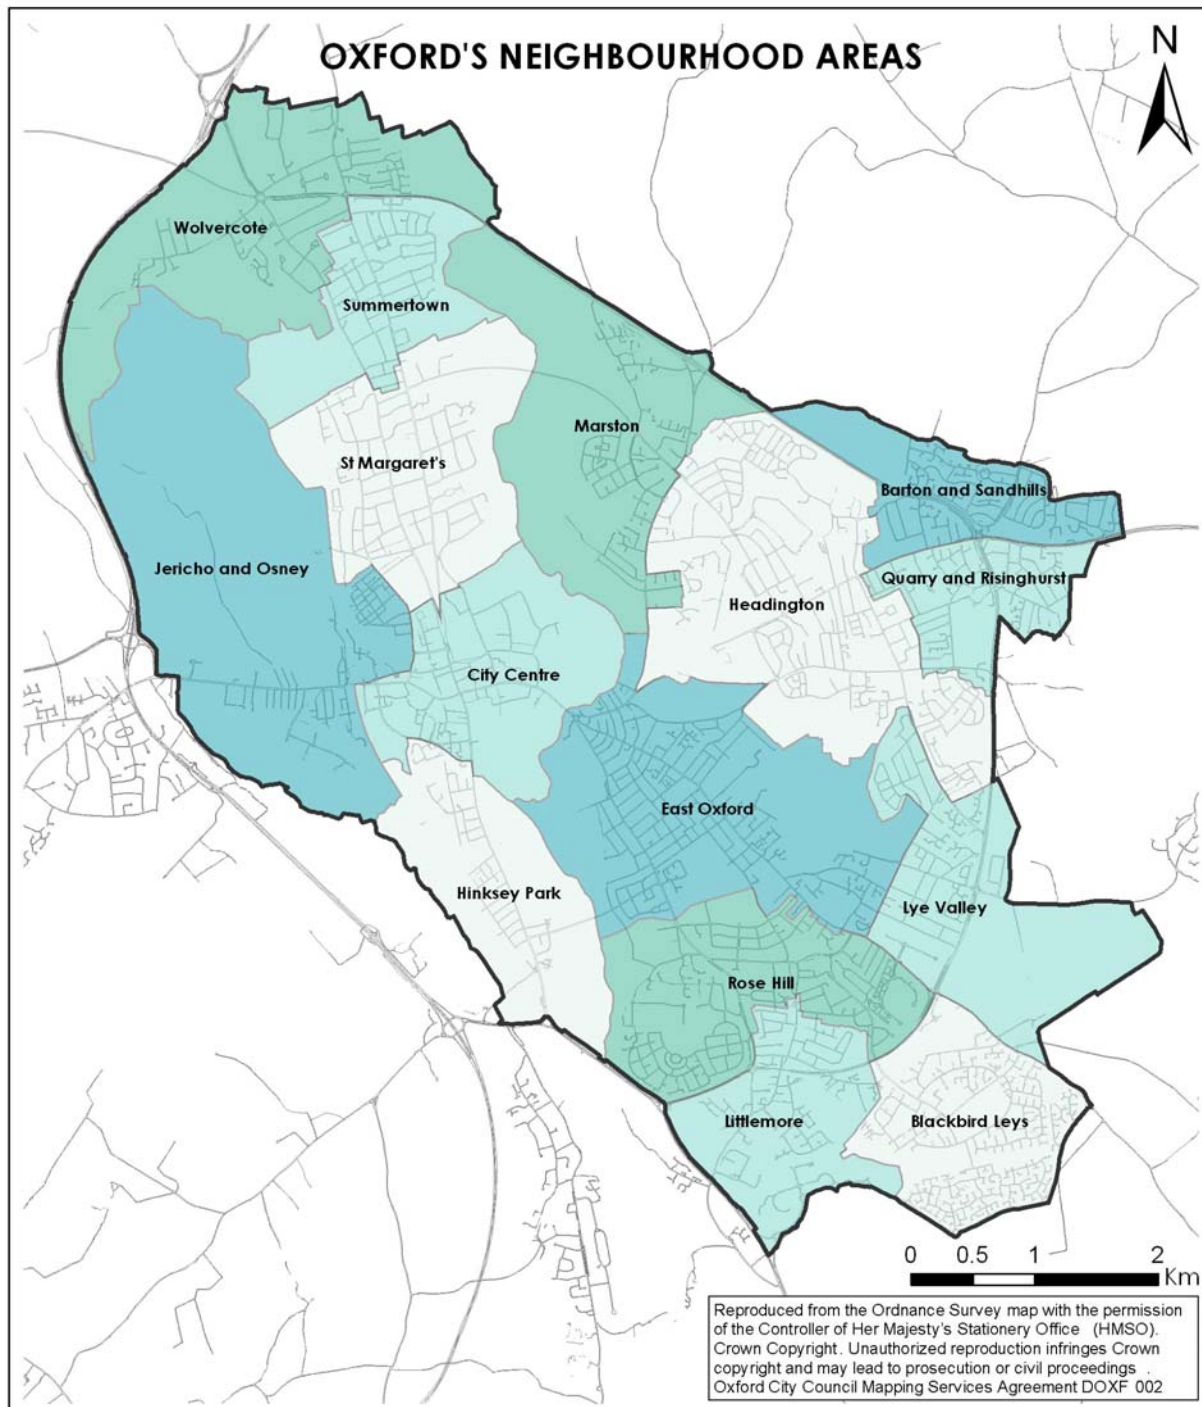 OXFORD'S NEIGHBOURHOOD AREAS
N
Wolvercote
Summertown
Marston
St Margaret's
Barton and Sandhills
Jericho and Osney
Quarry and Risinghurst
Headington
City Centre
East Oxford
Hinksey Park
Lye Valley
Rose Hill
Littlemore
Blackbird Leys
0 0.5 1 2
Km
Reproduced from the Ordnance Survey map with the permission
of the Controller of Her Majesty's Stationery Office (HMSO).
Crown Copyright. Unauthorized reproduction infringes Crown
copyright and may lead to prosecution or civil proceedings .
Oxford City Council Mapping Services Agreement DOXF 002